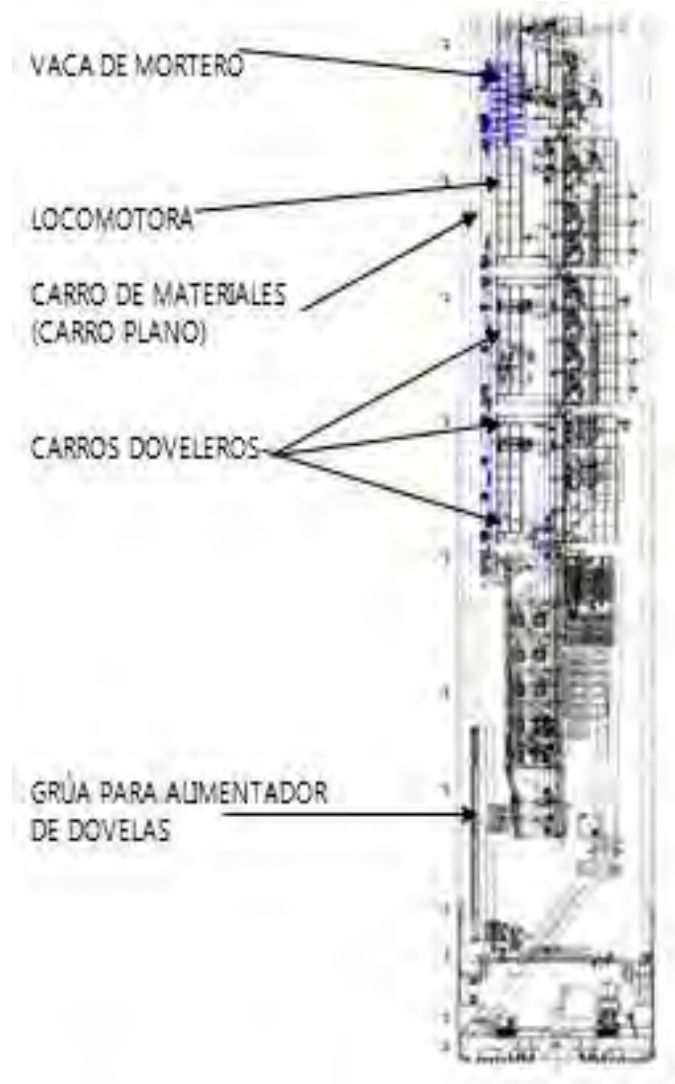 VACA DE MORTERO
LOCOMOTORA
CARRO DE MATERIALES
(CARRO PLANO)
CARROS DOVELEROS
GRÚA PARA ALIMENTADOR
DE DOVELAS